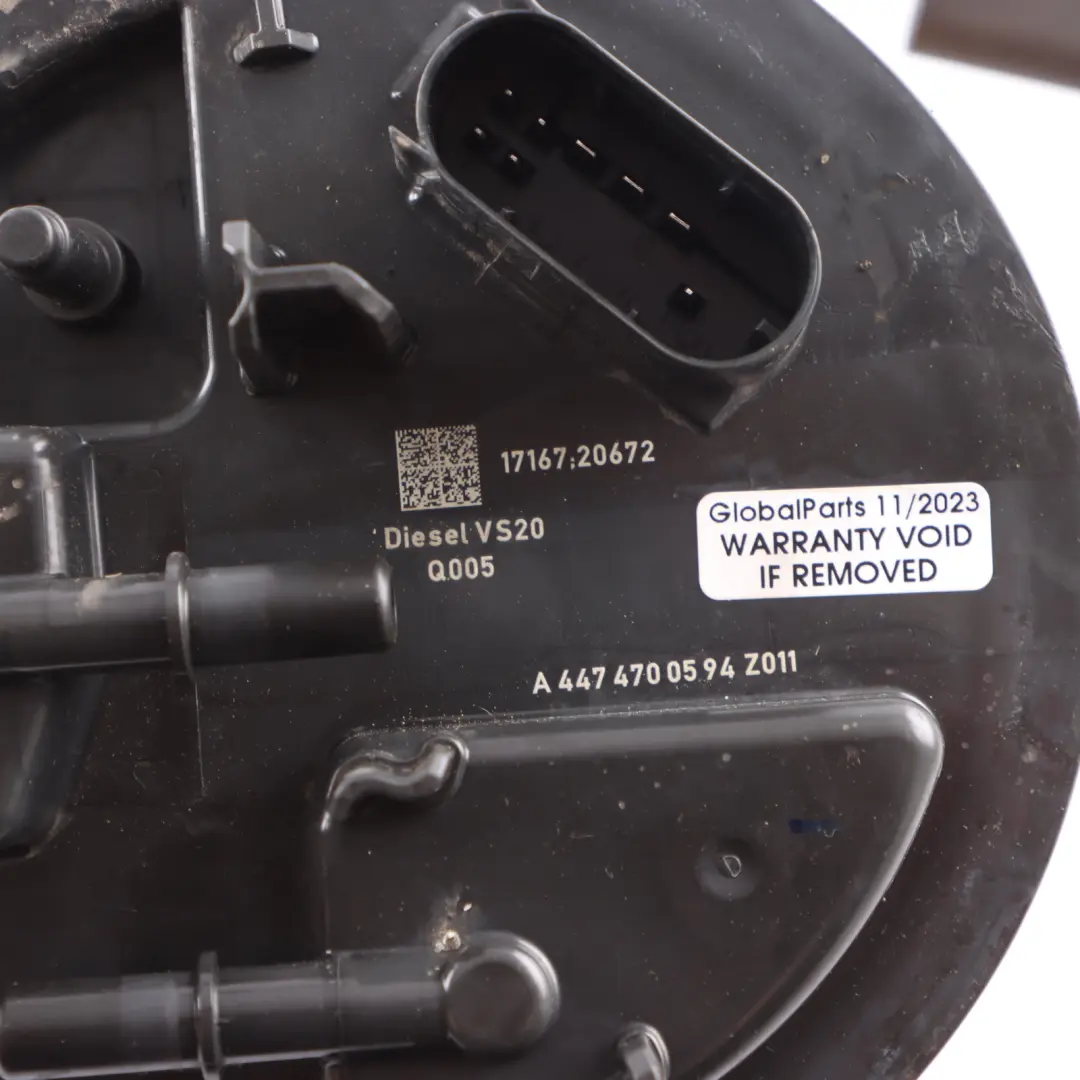 17167;20672
Diesel VS20
Q005
GlobalParts 11/2023
WARRANTY VOID
IF REMOVED
A 447 470 05 94 Z011
D